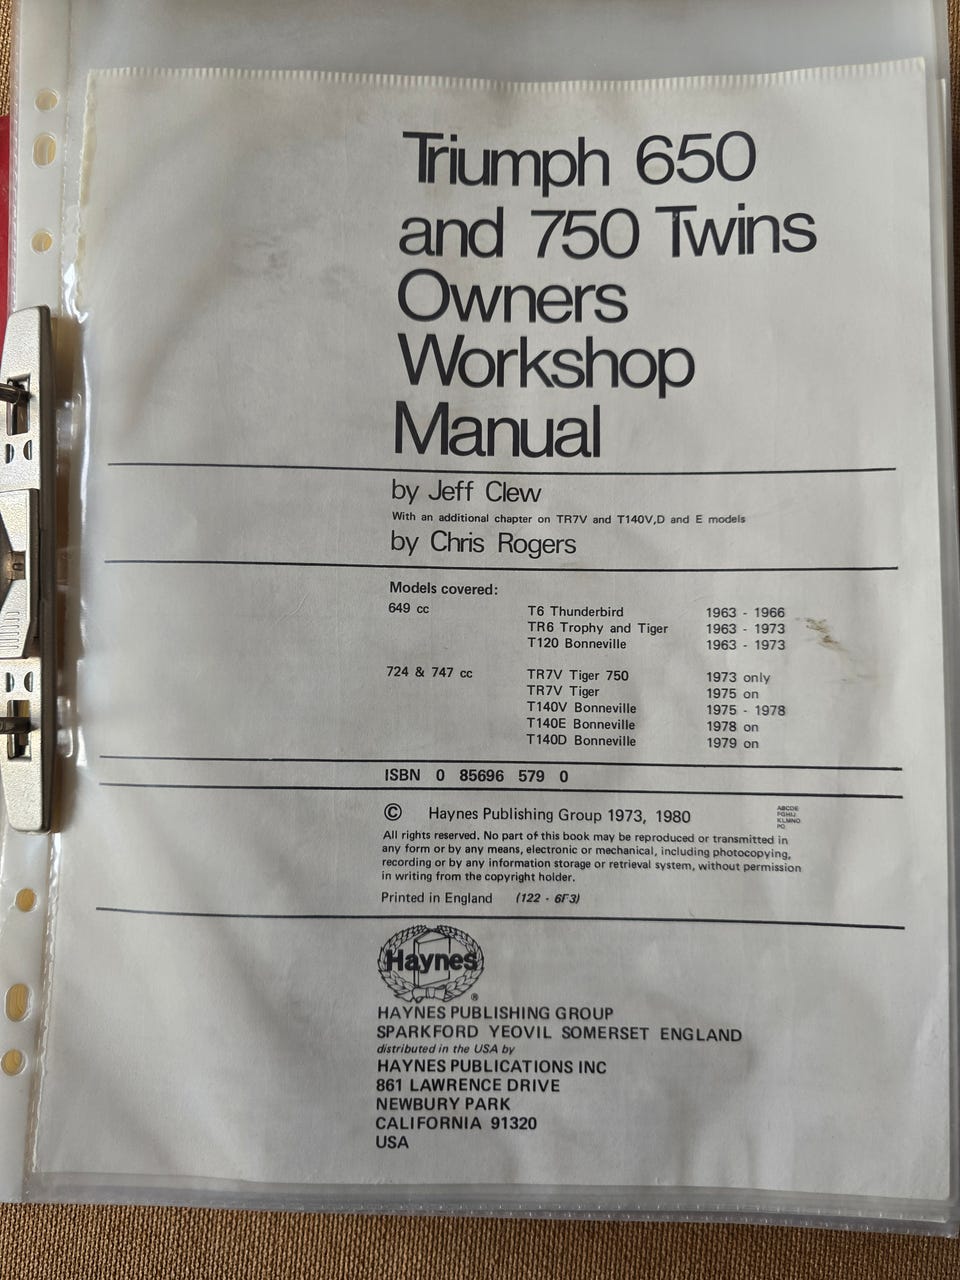 Triumph 650
and 750 Twins
Owners
Workshop
Manual
by Jeff Clew
With an additional chapter on TR7V and T140V,D and E models
by Chris Rogers
Models covered:
649 cc T6 Thunderbird 1963 - 1966
TR6 Trophy and Tiger 1963 - 1973
T120 Bonneville 1963 - 1973
724 & 747 cc TR7V Tiger 750 1973 only
TR7V Tiger 1975 on
T140V Bonneville 1975 - 1978
T140E Bonneville 1978 on
T140D Bonneville 1979 on
ISBN 0 85696 579 0
© Haynes Publishing Group 1973, 1980
ABCDE
FGHIJ
KLMNO
PQ
All rights reserved. No part of this book may be reproduced or transmitted in
any form or by any means, electronic or mechanical, including photocopying,
recording or by any information storage or retrieval system, without permission
in writing from the copyright holder.
Printed in England (122 - 6F3)
Haynes
®
HAYNES PUBLISHING GROUP
SPARKFORD YEOVIL SOMERSET ENGLAND
distributed in the USA by
HAYNES PUBLICATIONS INC
861 LAWRENCE DRIVE
NEWBURY PARK
CALIFORNIA 91320
USA